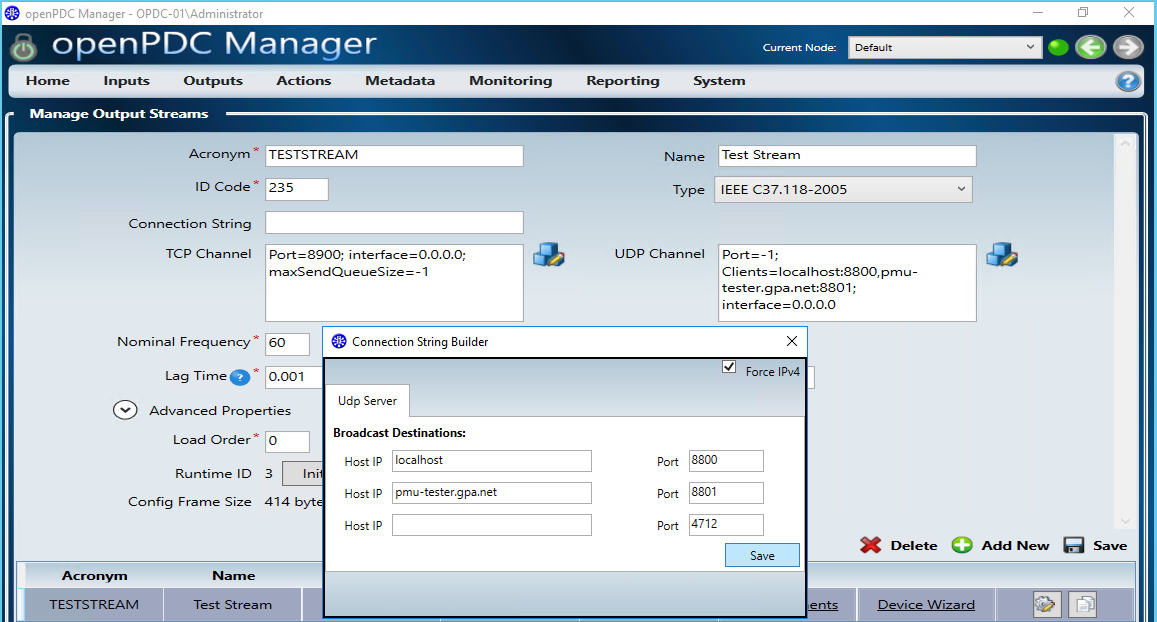 openPDC Manager - OPDC-01\Administrator
openPDC Manager
Current Node: Default
Home Inputs Outputs Actions Metadata Monitoring Reporting System
Manage Output Streams
Acronym* TESTSTREAM Name Test Stream
ID Code* 235 Type IEEE C37.118-2005
Connection String
TCP Channel Port=8900; interface=0.0.0.0;
maxSendQueueSize=-1
UDP Channel Port=-1;
Clients=localhost:8800,pmu-
tester.gpa.net:8801;
interface=0.0.0.0
Nominal Frequency* 60
Lag Time ? * 0.001
Advanced Properties
Load Order* 0
Runtime ID 3 Init
Config Frame Size 414 byte
Connection String Builder
Force IPv4
Udp Server
Broadcast Destinations:
Host IP localhost Port 8800
Host IP pmu-tester.gpa.net Port 8801
Host IP Port 4712
Save
Delete Add New Save
Acronym Name
TESTSTREAM Test Stream ents Device Wizard